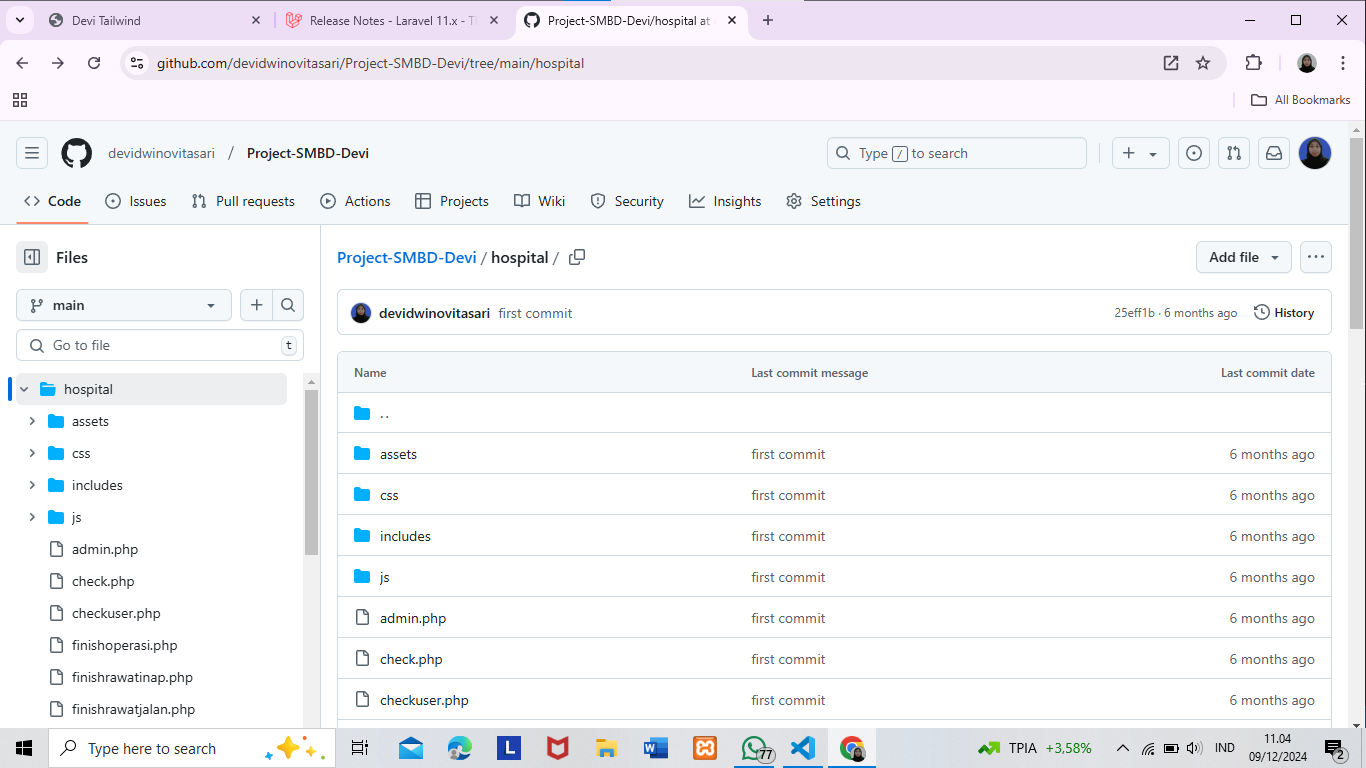 Devi Tailwind
Release Notes - Laravel 11.x - Th
Project-SMBD-Devi/hospital at
github.com/devidwinovitasari/Project-SMBD-Devi/tree/main/hospital
All Bookmarks
devidwinovitasari / Project-SMBD-Devi
Type / to search
Code
Issues
Pull requests
Actions
Projects
Wiki
Security
Insights
Settings
Files
Project-SMBD-Devi / hospital /
Add file
main
devidwinovitasari first commit
25eff1b · 6 months ago
History
Go to file
t
Name
Last commit message
Last commit date
hospital
assets
css
includes
js
admin.php
check.php
checkuser.php
finishoperasi.php
finishrawatinap.php
finishrawatjalan.php
..
assets first commit 6 months ago
css first commit 6 months ago
includes first commit 6 months ago
js first commit 6 months ago
admin.php first commit 6 months ago
check.php first commit 6 months ago
checkuser.php first commit 6 months ago
Type here to search
L
W
77
TPIA +3,58%
IND
11.04
09/12/2024
2